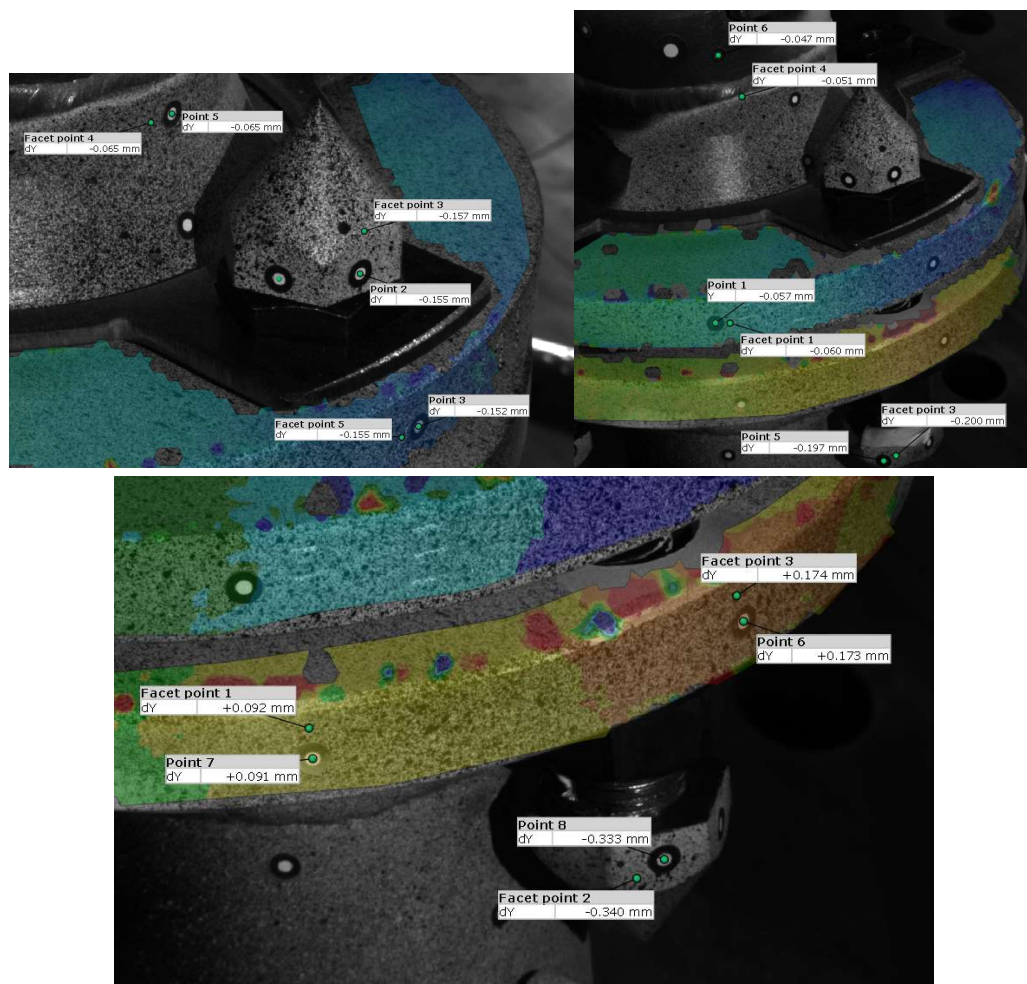 Point 5
dY -0.065 mm
Facet point 4
dY -0.065 mm
Facet point 3
dY -0.157 mm
Point 2
dY -0.155 mm
Point 3
dY -0.152 mm
Facet point 5
dY -0.155 mm
Point 6
dY -0.047 mm
Facet point 4
dY -0.051 mm
Point 1
Y -0.057 mm
Facet point 1
dY -0.060 mm
Facet point 3
dY -0.200 mm
Point 5
dY -0.197 mm
Facet point 3
dY +0.174 mm
Point 6
dY +0.173 mm
Facet point 1
dY +0.092 mm
Point 7
dY +0.091 mm
Point 8
dY -0.333 mm
Facet point 2
dY -0.340 mm